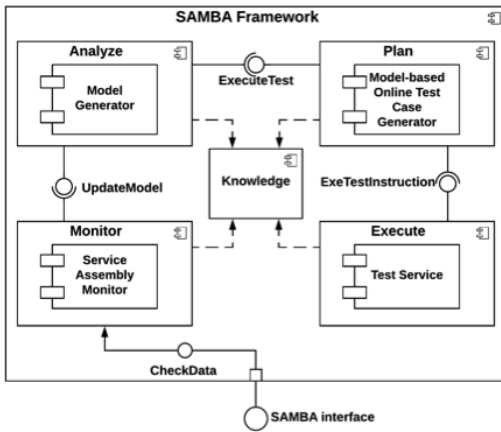 SAMBA Framework
Analyze
Model
Generator
ExecuteTest
Plan
Model-based
Online Test
Case
Generator
UpdateModel
Knowledge
ExeTestInstruction
Monitor
Service
Assembly
Monitor
Execute
Test Service
CheckData
SAMBA interface